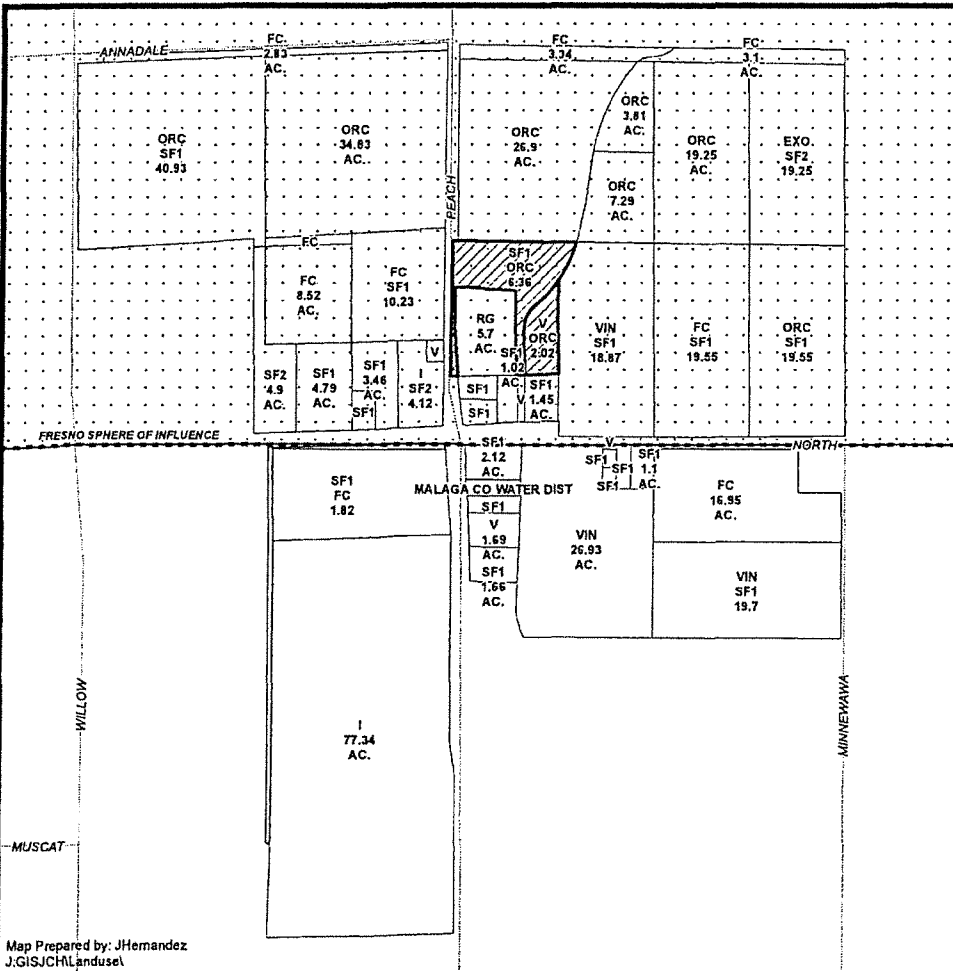 ANNADALE
FC
2.83
AC.
FC
3.34
AC.
FC
3.1
AC.
ORC
SF1
40.93
ORC
34.83
AC.
ORC
26.9
AC.
ORC
3.81
AC.
ORC
7.29
AC.
ORC
19.25
AC.
EXO.
SF2
19.25
PEACH
FC
FC
8.52
AC.
FC
SF1
10.23
SF1
ORC
6.36
RG
5.7
AC.
V
ORC
2.02
VIN
SF1
18.87
FC
SF1
19.55
ORC
SF1
19.55
SF2
4.9
AC.
SF1
4.79
AC.
SF1
3.46
AC.
SF1
V
I
SF2
4.12
SF1
1.02
AC.
SF1
SF1
V
SF1
1.45
AC.
FRESNO SPHERE OF INFLUENCE
NORTH
SF1
FC
1.82
SF1
2.12
AC.
MALAGA CO WATER DIST
SF1
V
1.69
AC.
SF1
1.66
AC.
V
SF1
SF1
SF1
SF1
1.1
AC.
VIN
26.93
AC.
FC
16.95
AC.
VIN
SF1
19.7
WILLOW
MINNEWAWA
I
77.34
AC.
MUSCAT
Map Prepared by: JHernandez
J:GISJCH\Landuse\